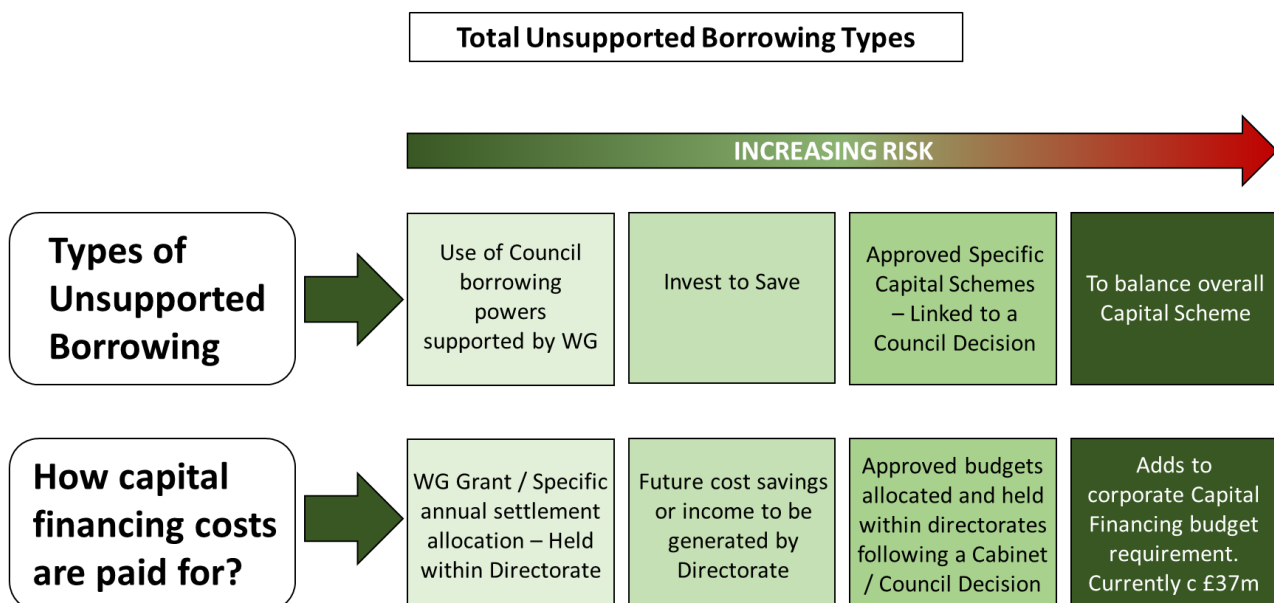 Total Unsupported Borrowing Types
INCREASING RISK
Types of
Unsupported
Borrowing
Use of Council
borrowing
powers
supported by WG
Invest to Save
Approved Specific
Capital Schemes
– Linked to a
Council Decision
To balance overall
Capital Scheme
How capital
financing costs
are paid for?
WG Grant / Specific
annual settlement
allocation – Held
within Directorate
Future cost savings
or income to be
generated by
Directorate
Approved budgets
allocated and held
within directorates
following a Cabinet
/ Council Decision
Adds to
corporate Capital
Financing budget
requirement.
Currently c £37m